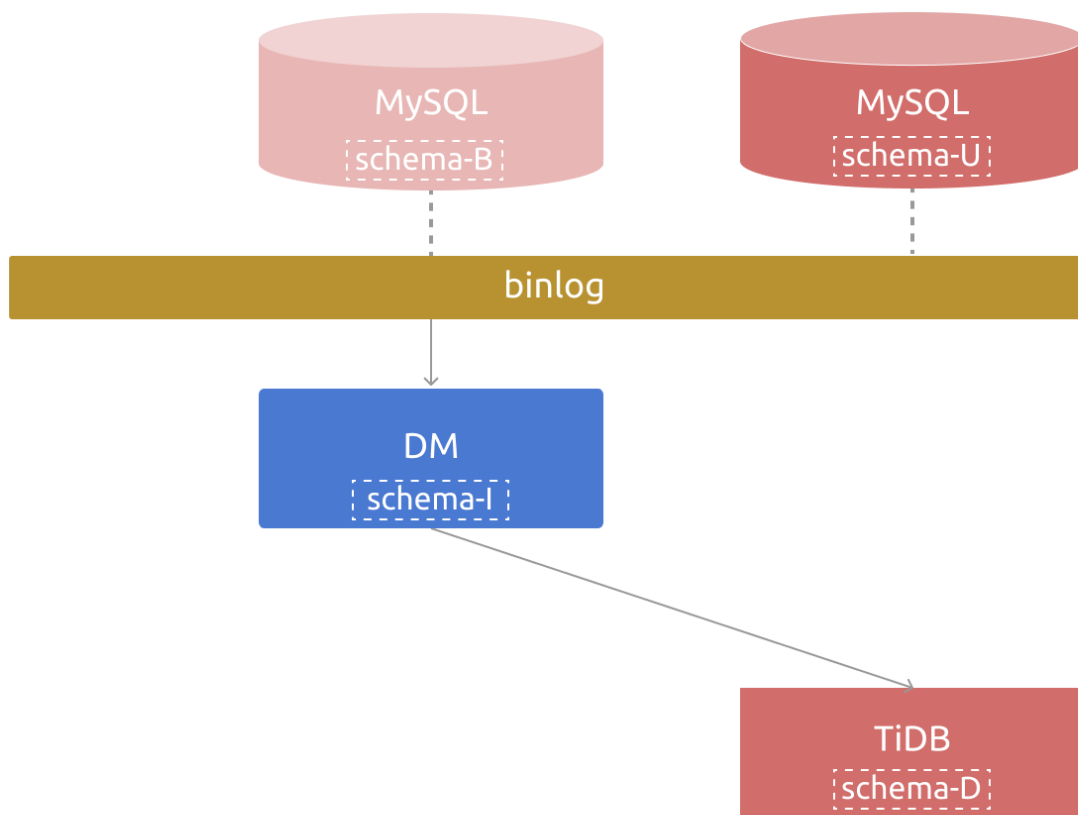 MySQL
schema-B
MySQL
schema-U
binlog
DM
schema-I
TiDB
schema-D